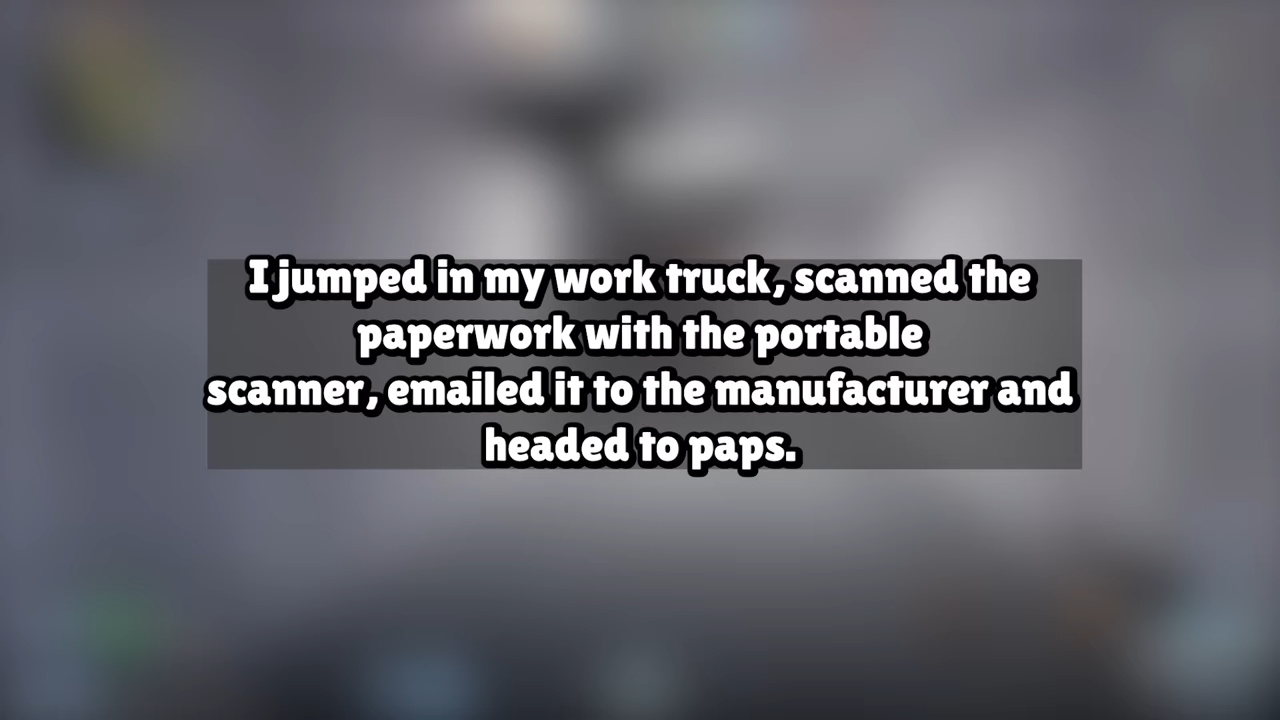 I jumped in my work truck, scanned the
paperwork with the portable
scanner, emailed it to the manufacturer and
headed to paps.